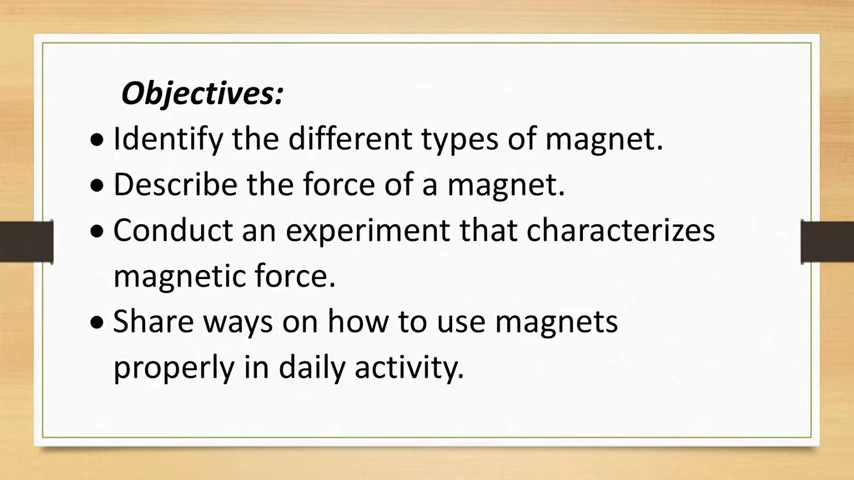 Objectives:
• Identify the different types of magnet.
• Describe the force of a magnet.
• Conduct an experiment that characterizes
magnetic force.
• Share ways on how to use magnets
properly in daily activity.